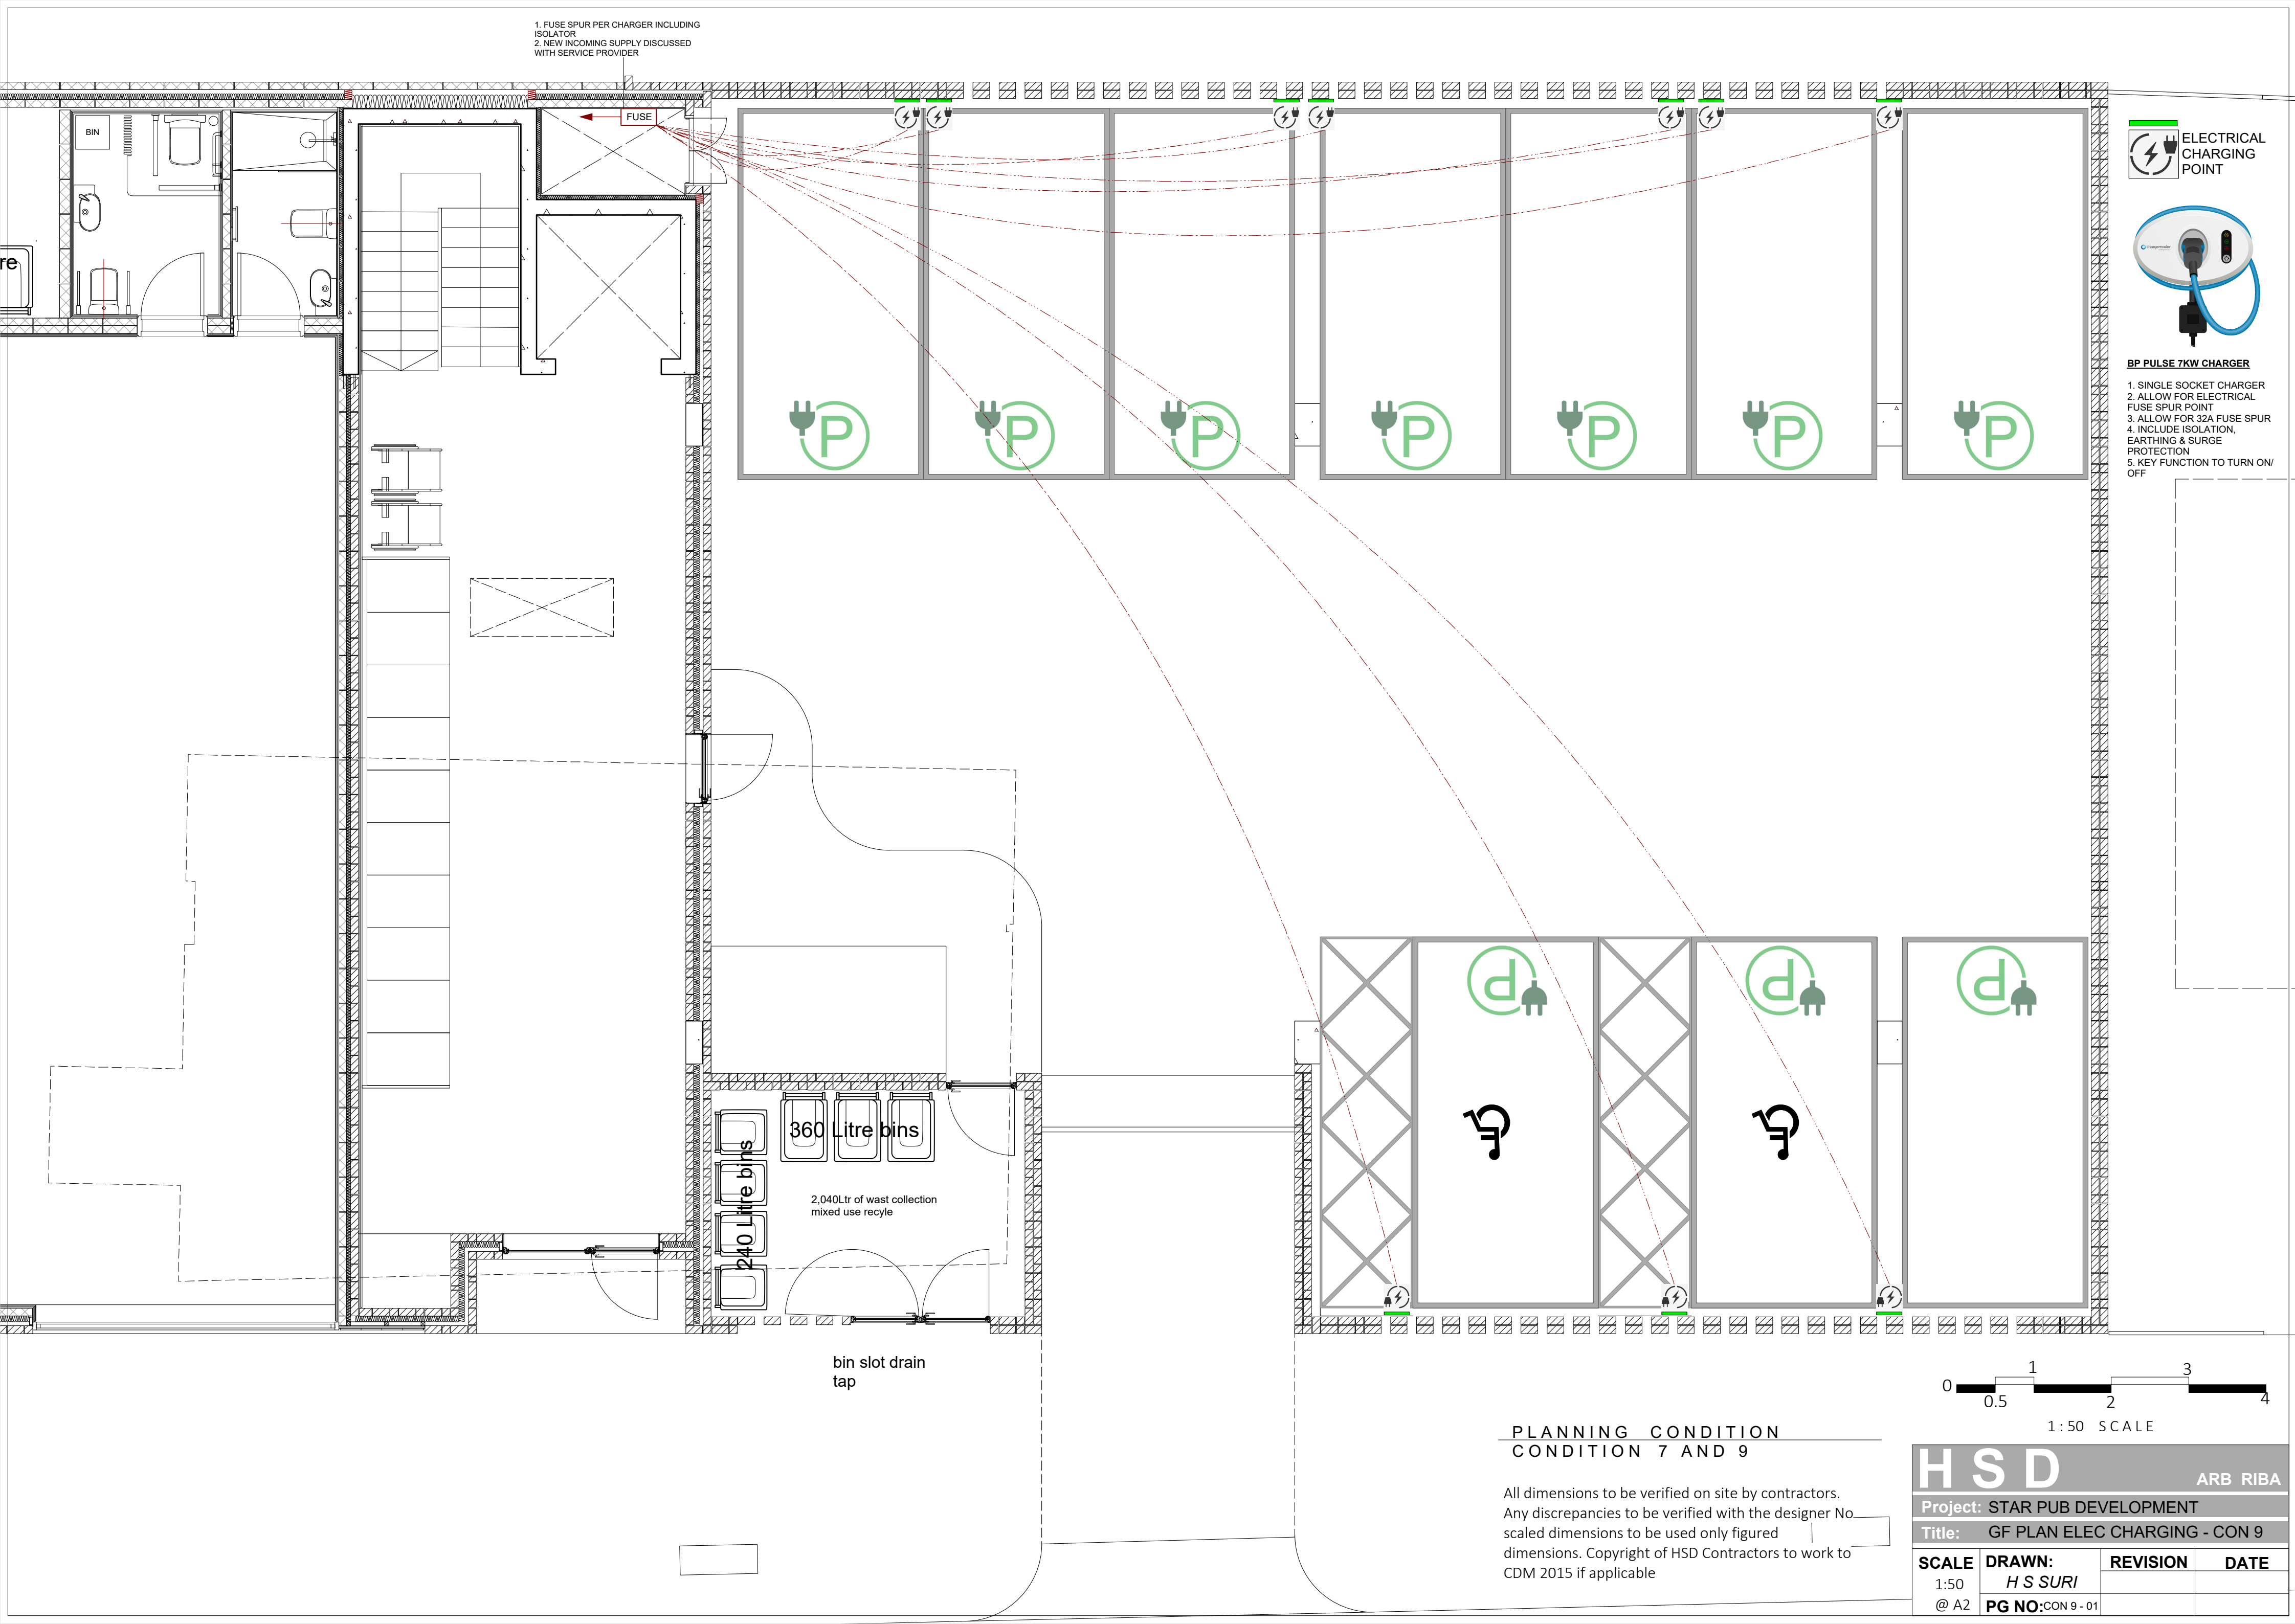 1. FUSE SPUR PER CHARGER INCLUDING
ISOLATOR
2. NEW INCOMING SUPPLY DISCUSSED
WITH SERVICE PROVIDER
FUSE
BIN
re
ELECTRICAL
CHARGING
POINT
chargemaster
BP PULSE 7KW CHARGER
1. SINGLE SOCKET CHARGER
2. ALLOW FOR ELECTRICAL
FUSE SPUR POINT
3. ALLOW FOR 32A FUSE SPUR
4. INCLUDE ISOLATION,
EARTHING & SURGE
PROTECTION
5. KEY FUNCTION TO TURN ON/
OFF
P
P
P
P
P
P
P
P
P
P
360 Litre bins
240 Litre bins
2,040Ltr of wast collection
mixed use recyle
bin slot drain
tap
0 0.5 1 2 3 4
1:50 SCALE
PLANNING CONDITION
CONDITION 7 AND 9
All dimensions to be verified on site by contractors.
Any discrepancies to be verified with the designer No
scaled dimensions to be used only figured
dimensions. Copyright of HSD Contractors to work to
CDM 2015 if applicable
HSD ARB RIBA
Project: STAR PUB DEVELOPMENT
Title: GF PLAN ELEC CHARGING - CON 9
SCALE DRAWN: REVISION DATE
1:50 H S SURI
@ A2 PG NO: CON 9 - 01